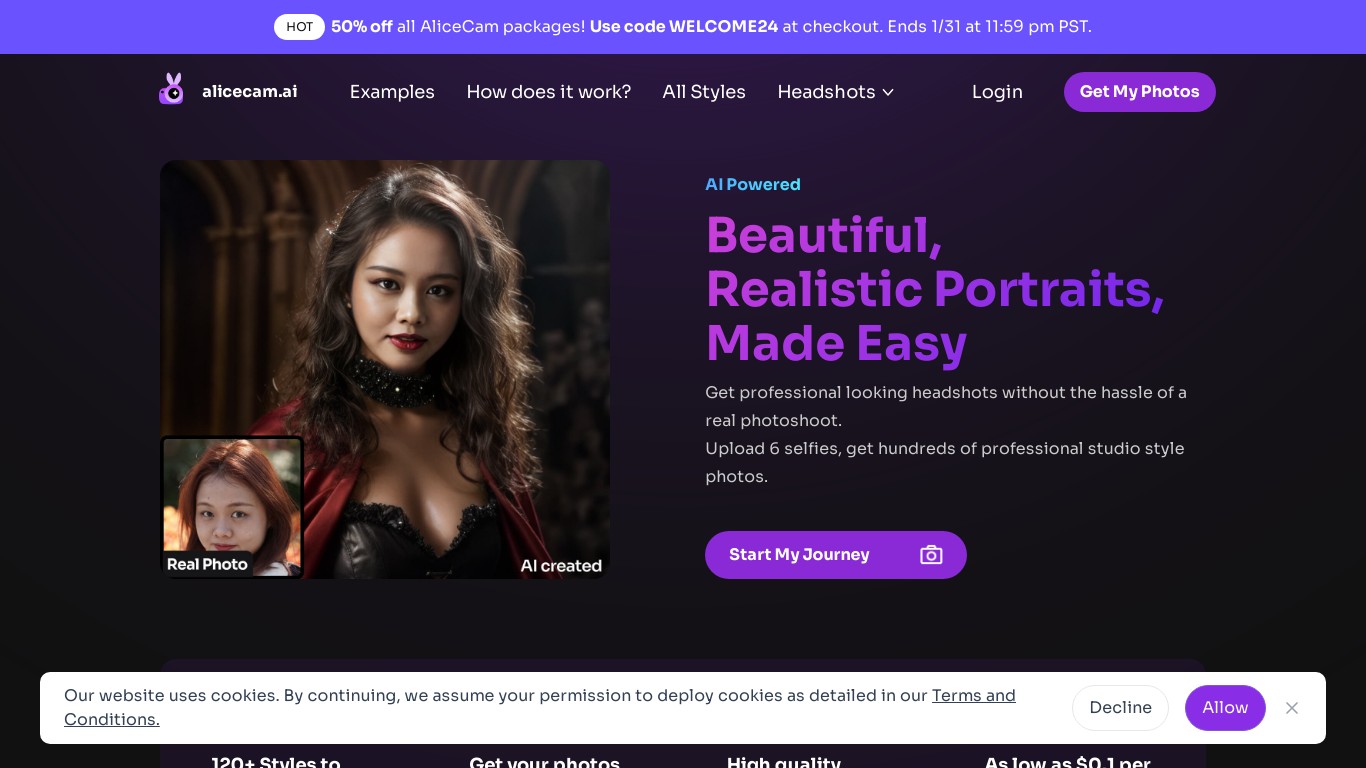 HOT 50% off all AliceCam packages! Use code WELCOME24 at checkout. Ends 1/31 at 11:59 pm PST.
alicecam.ai Examples How does it work? All Styles Headshots Login Get My Photos
AI Powered
Beautiful,
Realistic Portraits,
Made Easy
Get professional looking headshots without the hassle of a
real photoshoot.
Upload 6 selfies, get hundreds of professional studio style
photos.
Start My Journey
Real Photo
AI created
Our website uses cookies. By continuing, we assume your permission to deploy cookies as detailed in our Terms and
Conditions.
Decline
Allow
120+ Styles to Get your photos High quality As low as $0.1 per